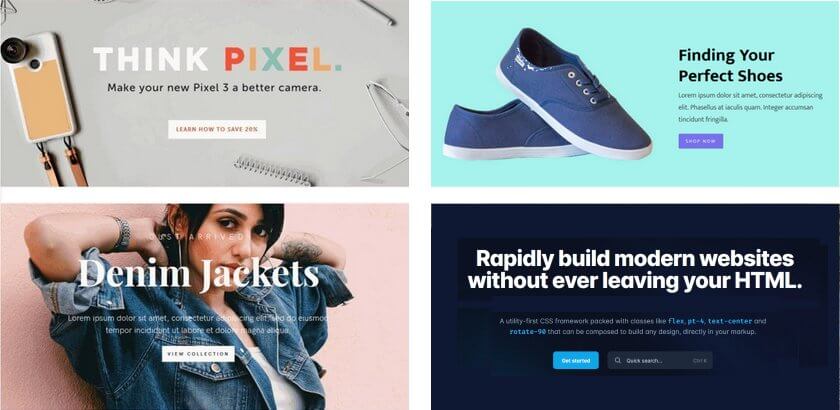 THINK PIXEL.
Make your new Pixel 3 a better camera.
LEARN HOW TO SAVE 20%
Finding Your
Perfect Shoes
Lorem ipsum dolor sit amet, consectetur adipiscing
elit. Phasellus at iaculis quam. Integer accumsan
tincidunt fringilla.
SHOP NOW
JUST ARRIVED
Denim Jackets
Lorem ipsum dolor sit amet, consectetur adipiscing elit, sed do eiusmod
tempor incididunt ut labore et dolore magna aliqua.
VIEW COLLECTION
Rapidly build modern websites
without ever leaving your HTML.
A utility-first CSS framework packed with classes like flex, pt-4, text-center and
rotate-90 that can be composed to build any design, directly in your markup.
Get started
Quick search...
Ctrl K